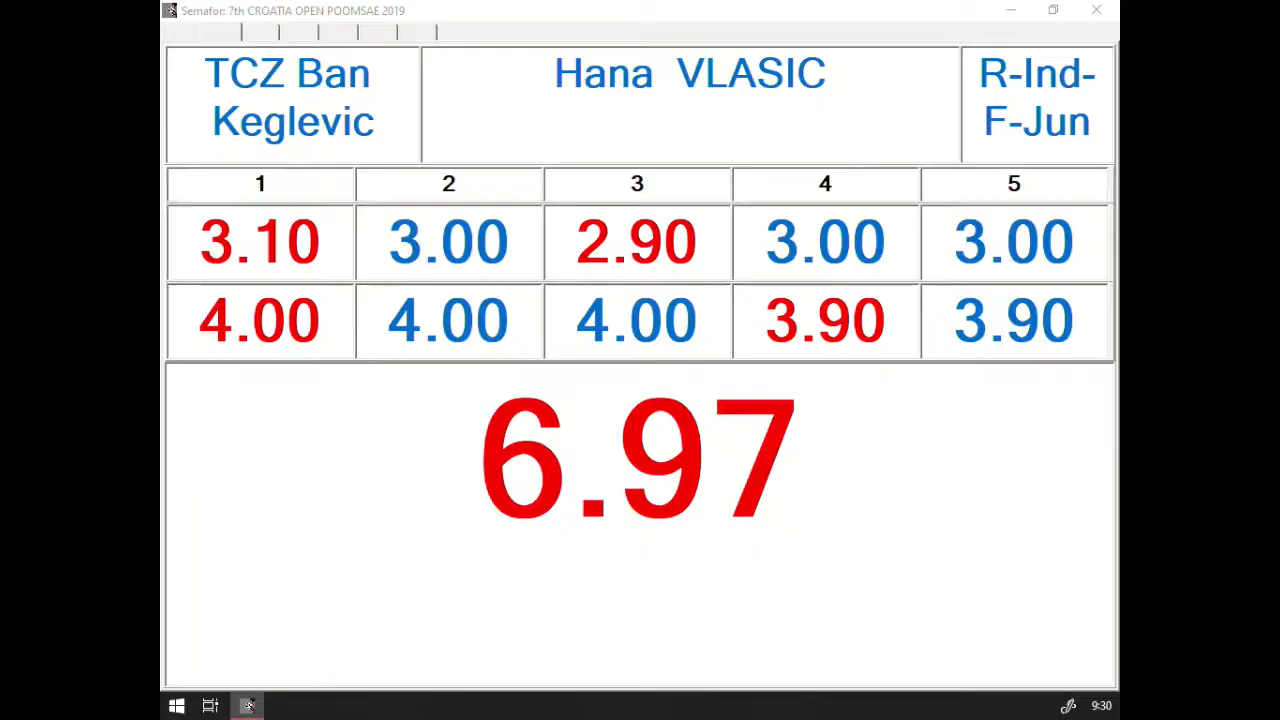 Semafor: 7th CROATIA OPEN POOMSAE 2019
TCZ Ban
Keglevic
Hana VLASIC
R-Ind-
F-Jun
1 2 3 4 5
3.10 3.00 2.90 3.00 3.00
4.00 4.00 4.00 3.90 3.90
6.97
9:30